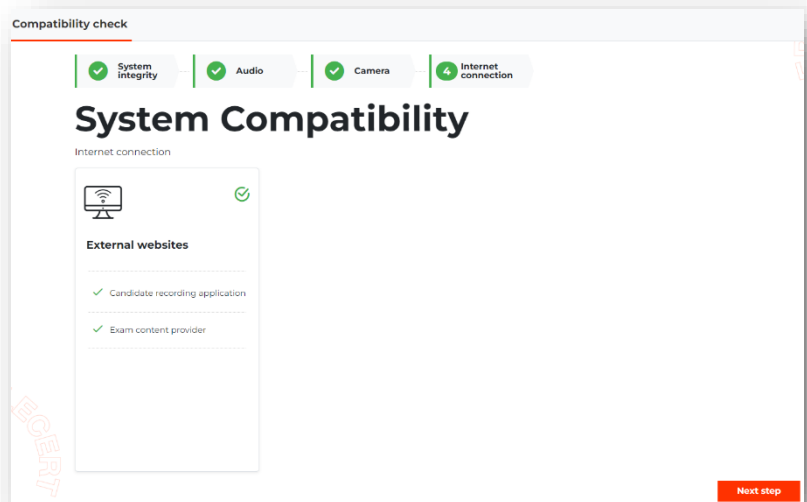 Compatibility check
System
integrity
Audio
Camera
4
Internet
connection
System Compatibility
Internet connection
External websites
Candidate recording application
Exam content provider
ECERT
Next step